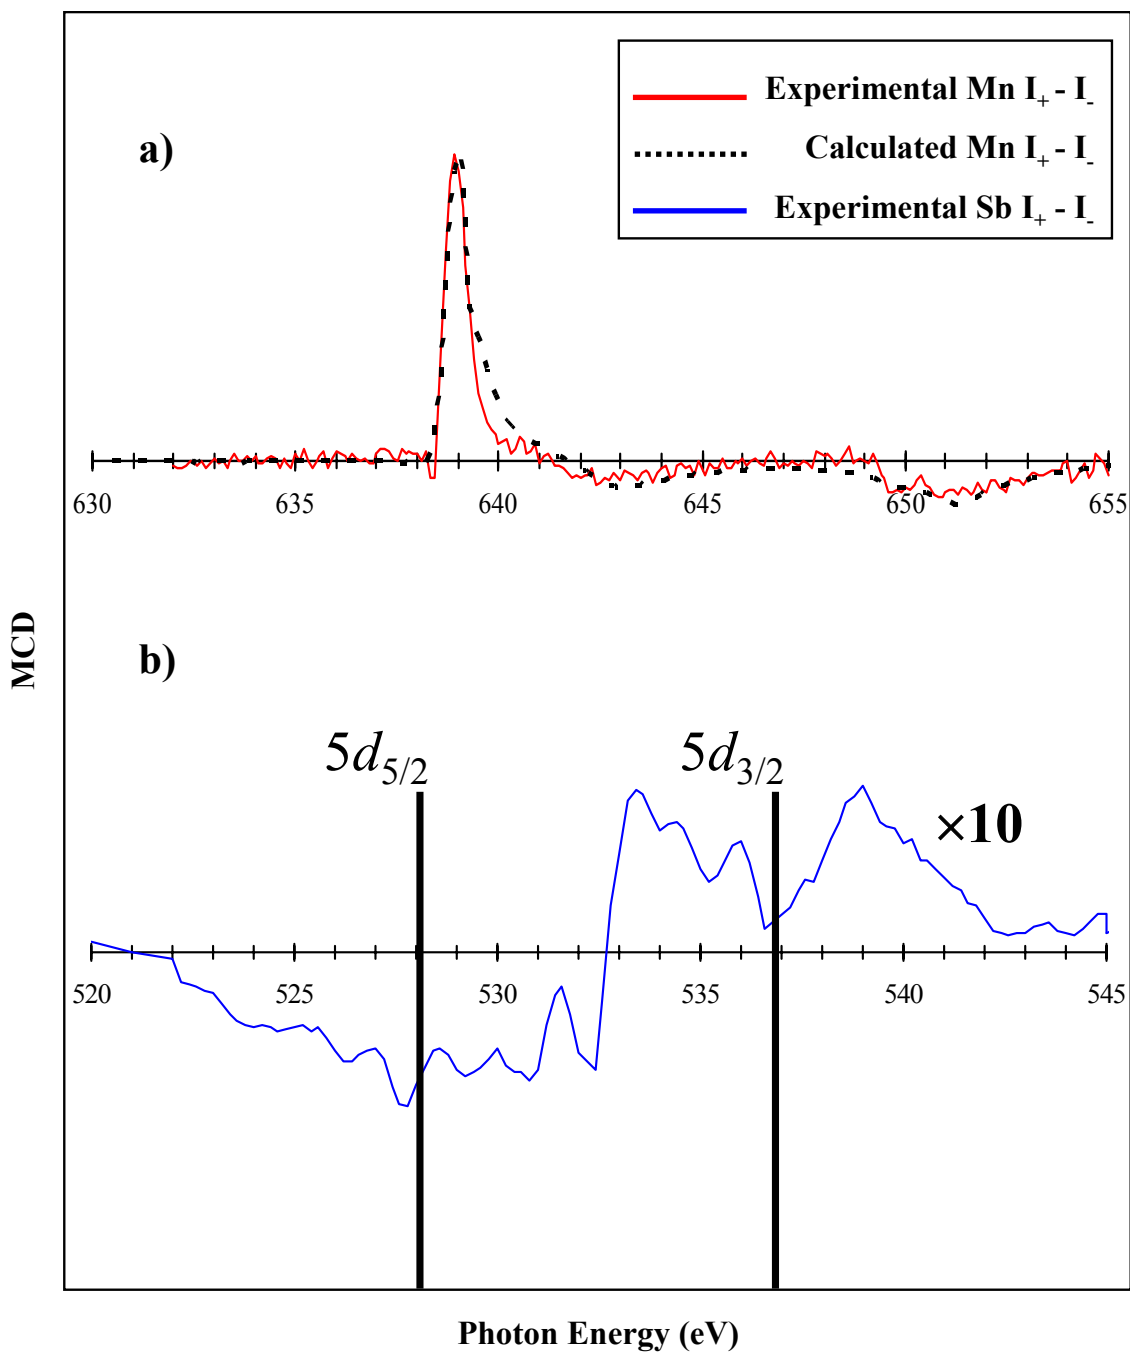 Experimental Mn I+ - I-
a)
Calculated Mn I+ - I-
Experimental Sb I+ - I-
630 635 640 645 650 655
MCD
b)
5d5/2 5d3/2
×10
520 525 530 535 540 545
Photon Energy (eV)